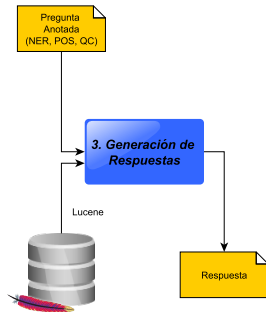 Pregunta
Anotada
(NER, POS, QC)
3. Generación de
Respuestas
Lucene
Respuesta